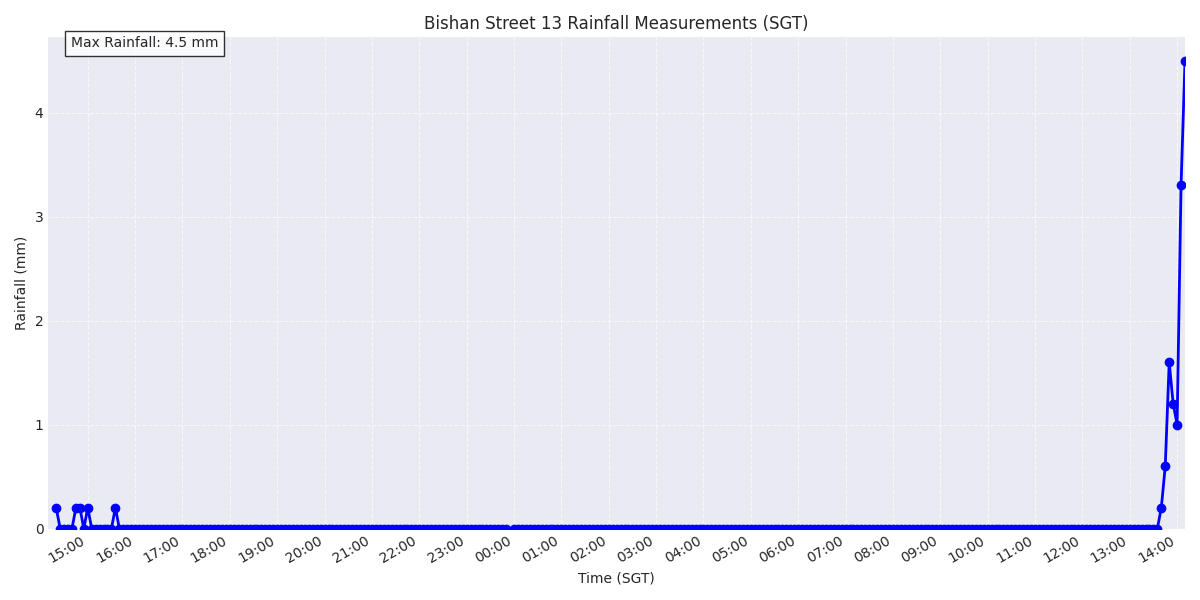 Bishan Street 13 Rainfall Measurements (SGT)
Max Rainfall: 4.5 mm
4
3
2
1
0
Rainfall (mm)
15:00 16:00 17:00 18:00 19:00 20:00 21:00 22:00 23:00 00:00 01:00 02:00 03:00 04:00 05:00 06:00 07:00 08:00 09:00 10:00 11:00 12:00 13:00 14:00
Time (SGT)